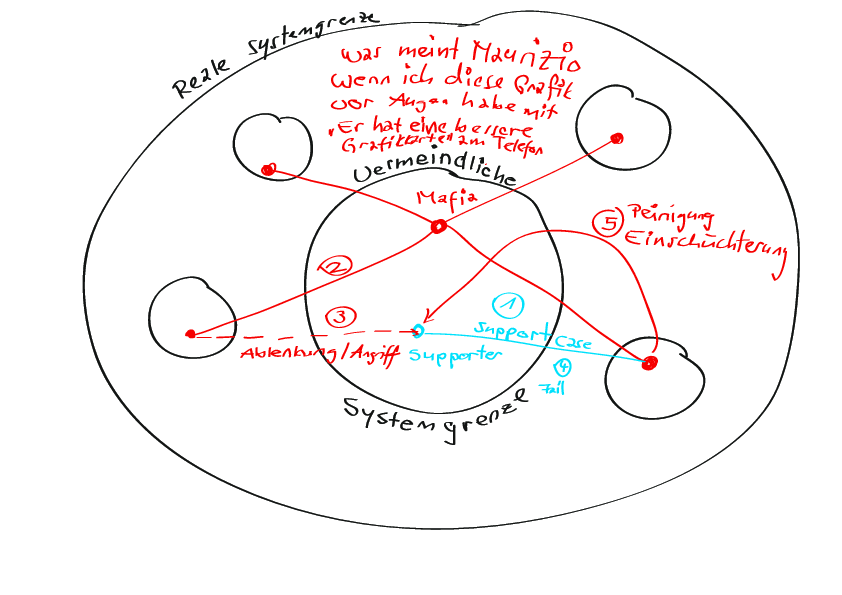 Reale Systemgrenze
Was meint Maurizio
wenn ich diese Grafik
vor Augen habe mit
"Er hat eine bessere
Grafikkarte" am Telefon
Vermeindliche
Mafia
5 Peinigung
Einschüchterung
2
1
3
Support Case
Ablenkung/Angriff
Supporter
4
Fail
Systemgrenze